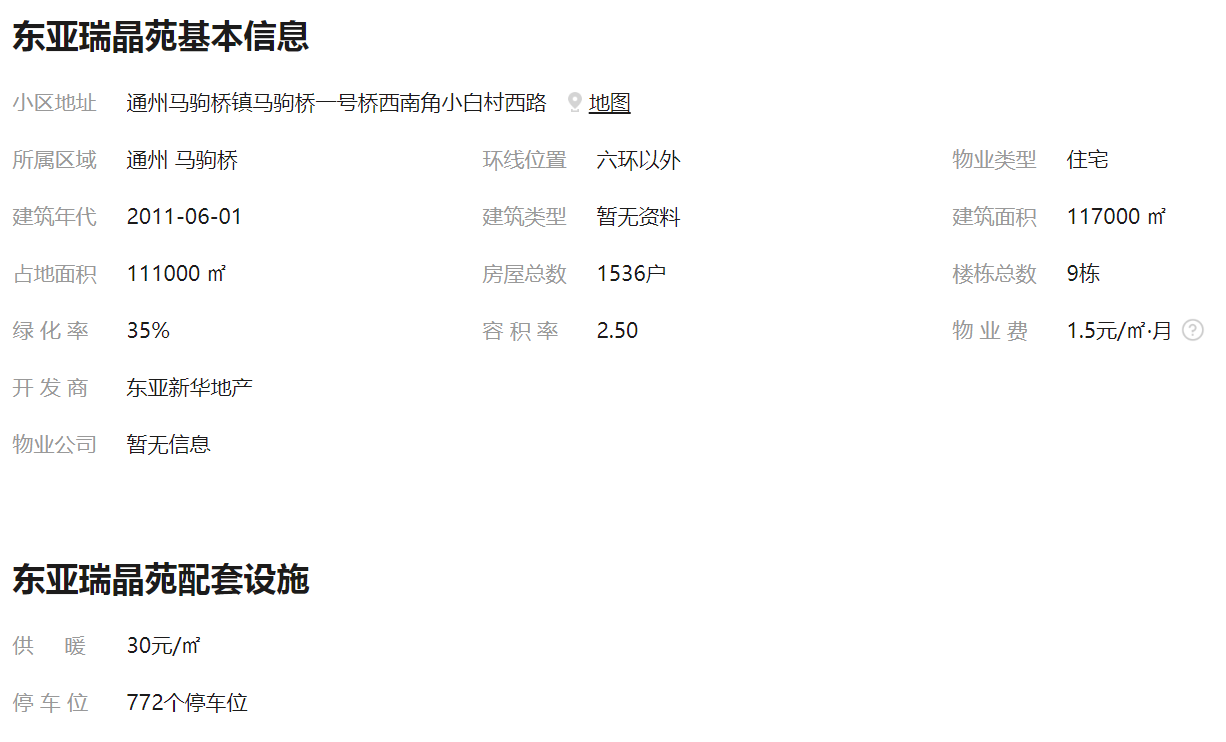 东亚瑞晶苑基本信息
小区地址 通州马驹桥镇马驹桥一号桥西南角小白村西路 地图
所属区域 通州 马驹桥 环线位置 六环以外 物业类型 住宅
建筑年代 2011-06-01 建筑类型 暂无资料 建筑面积 117000 ㎡
占地面积 111000 ㎡ 房屋总数 1536户 楼栋总数 9栋
绿 化 率 35% 容 积 率 2.50 物 业 费 1.5元/㎡·月 ?
开 发 商 东亚新华地产
物业公司 暂无信息
东亚瑞晶苑配套设施
供 暖 30元/㎡
停 车 位 772个停车位